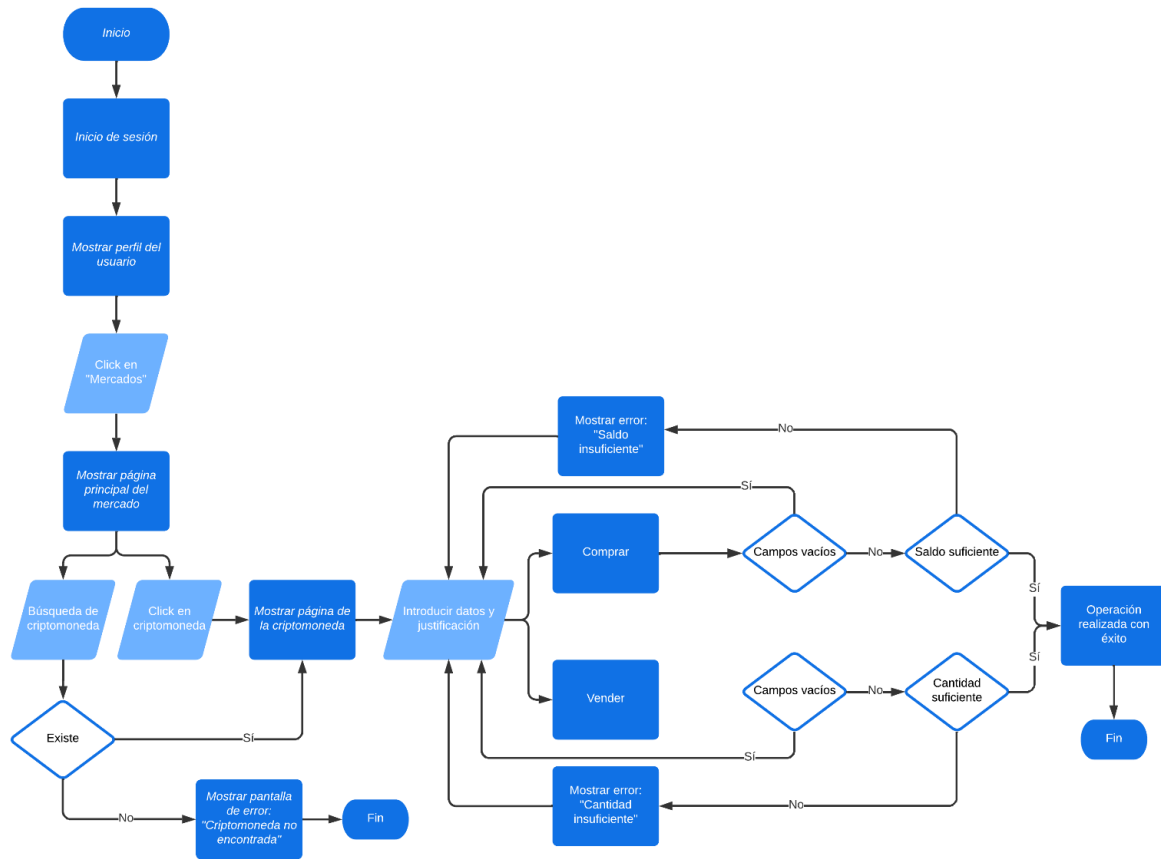 Inicio
Inicio de sesión
Mostrar perfil del
usuario
Click en
"Mercados"
Mostrar página
principal del
mercado
Búsqueda de
criptomoneda
Click en
criptomoneda
Mostrar página de
la criptomoneda
Existe
Sí
No
Mostrar pantalla
de error:
"Criptomoneda no
encontrada"
Fin
Introducir datos y
justificación
Mostrar error:
"Saldo
insuficiente"
No
Sí
Comprar
Campos vacíos
No
Saldo suficiente
Sí
Vender
Campos vacíos
No
Cantidad
suficiente
Sí
Sí
Mostrar error:
"Cantidad
insuficiente"
No
Operación
realizada con
éxito
Fin